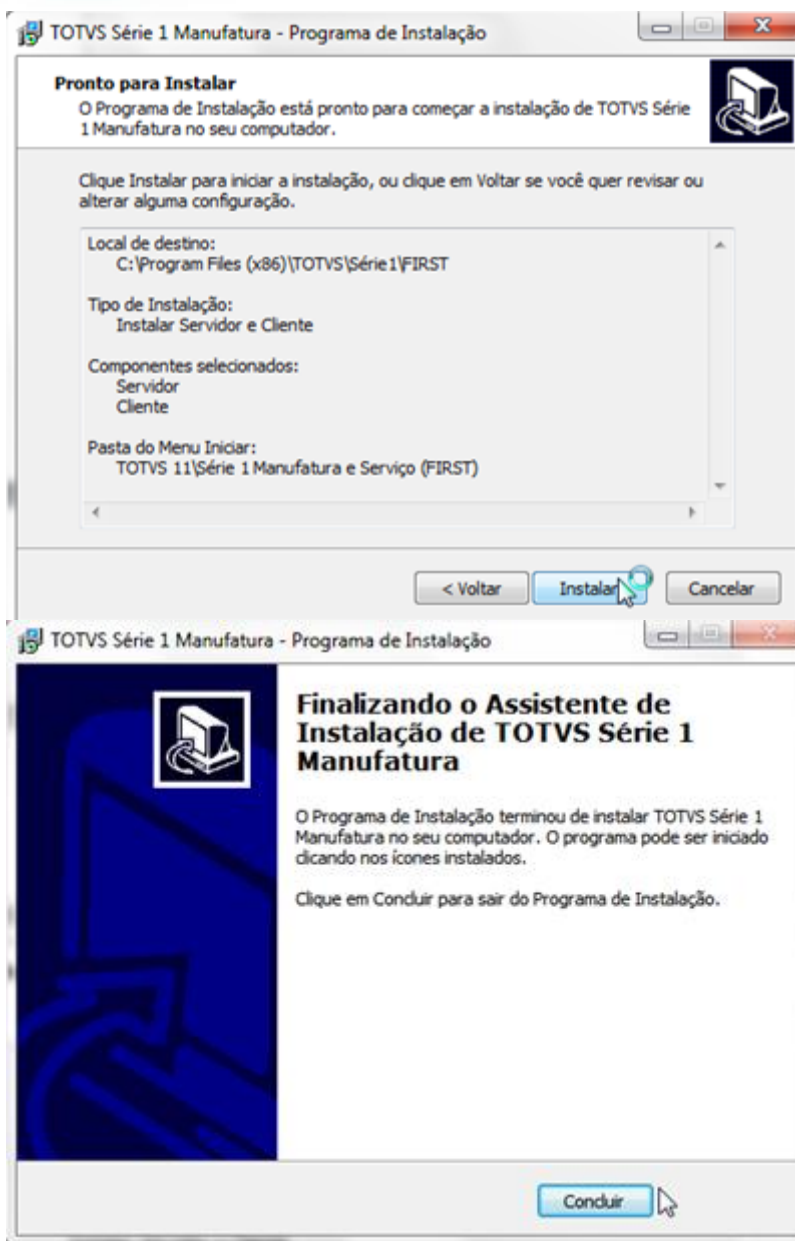 TOTVS Série 1 Manufatura - Programa de Instalação
Pronto para Instalar
O Programa de Instalação está pronto para começar a instalação de TOTVS Série
1 Manufatura no seu computador.
Clique Instalar para iniciar a instalação, ou clique em Voltar se você quer revisar ou
alterar alguma configuração.
Local de destino:
C:\Program Files (x86)\TOTVS\Série1\FIRST
Tipo de Instalação:
Instalar Servidor e Cliente
Componentes selecionados:
Servidor
Cliente
Pasta do Menu Iniciar:
TOTVS 11\Série 1 Manufatura e Serviço (FIRST)
< Voltar Instalar Cancelar
TOTVS Série 1 Manufatura - Programa de Instalação
Finalizando o Assistente de
Instalação de TOTVS Série 1
Manufatura
O Programa de Instalação terminou de instalar TOTVS Série 1
Manufatura no seu computador. O programa pode ser iniciado
clicando nos ícones instalados.
Clique em Concluir para sair do Programa de Instalação.
Concluir